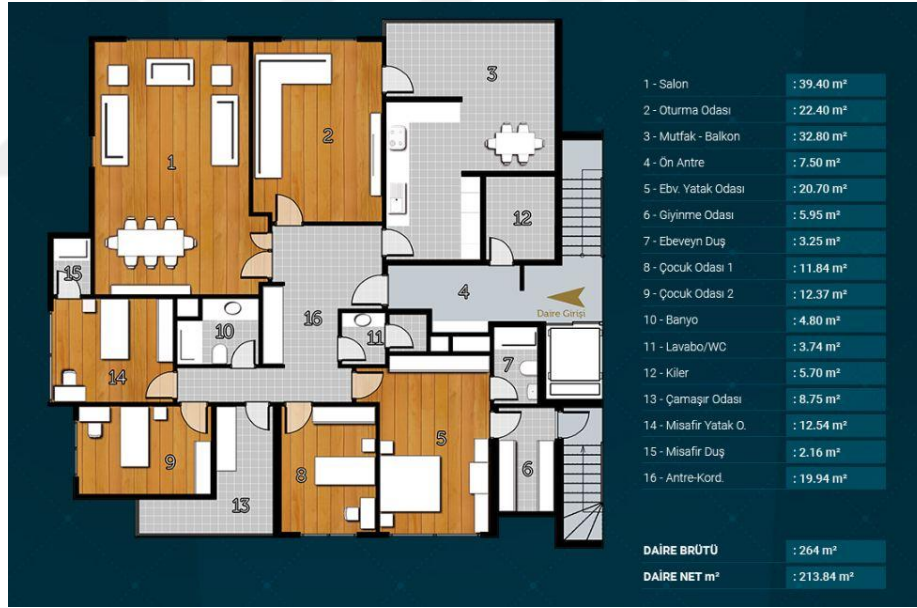 1 - Salon : 39.40 m²
2 - Oturma Odası : 22.40 m²
3 - Mutfak - Balkon : 32.80 m²
4 - Ön Antre : 7.50 m²
5 - Ebv. Yatak Odası : 20.70 m²
6 - Giyinme Odası : 5.95 m²
7 - Ebeveyn Duş : 3.25 m²
8 - Çocuk Odası 1 : 11.84 m²
9 - Çocuk Odası 2 : 12.37 m²
10 - Banyo : 4.80 m²
11 - Lavabo/WC : 3.74 m²
12 - Kiler : 5.70 m²
13 - Çamaşır Odası : 8.75 m²
14 - Misafir Yatak O. : 12.54 m²
15 - Misafir Duş : 2.16 m²
16 - Antre-Kord. : 19.94 m²
DAİRE BRÜTÜ : 264 m²
DAİRE NET m² : 213.84 m²
3
2
1
12
15
4
Daire Girişi
16
10
11
7
14
5
9
8
6
13